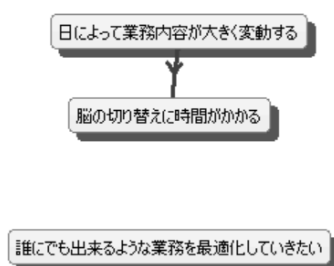 日によって業務内容が大きく変動する
脳の切り替えに時間がかかる
誰にでも出来るような業務を最適化していきたい